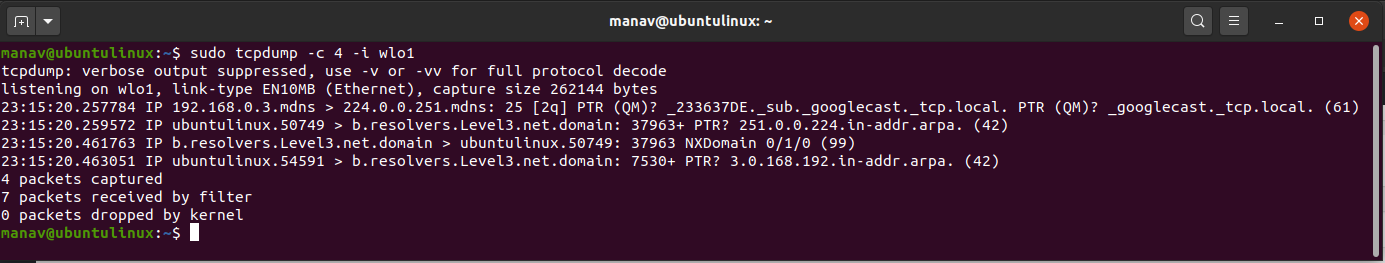 manav@ubuntulinux: ~
manav@ubuntulinux:~$ sudo tcpdump -c 4 -i wlo1
tcpdump: verbose output suppressed, use -v or -vv for full protocol decode
listening on wlo1, link-type EN10MB (Ethernet), capture size 262144 bytes
23:15:20.257784 IP 192.168.0.3.mdns > 224.0.0.251.mdns: 25 [2q] PTR (QM)? _233637DE._sub._googlecast._tcp.local. PTR (QM)? _googlecast._tcp.local. (61)
23:15:20.259572 IP ubuntulinux.50749 > b.resolvers.Level3.net.domain: 37963+ PTR? 251.0.0.224.in-addr.arpa. (42)
23:15:20.461763 IP b.resolvers.Level3.net.domain > ubuntulinux.50749: 37963 NXDomain 0/1/0 (99)
23:15:20.463051 IP ubuntulinux.54591 > b.resolvers.Level3.net.domain: 7530+ PTR? 3.0.168.192.in-addr.arpa. (42)
4 packets captured
7 packets received by filter
0 packets dropped by kernel
manav@ubuntulinux:~$